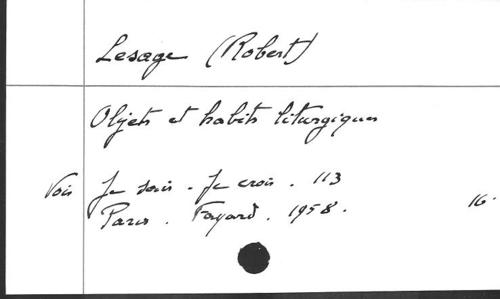 Lesage (Robert)
Objets et habits liturgiques
Voir Je sais - Je crois . 113
Paris . Fayard . 1958 . 16.